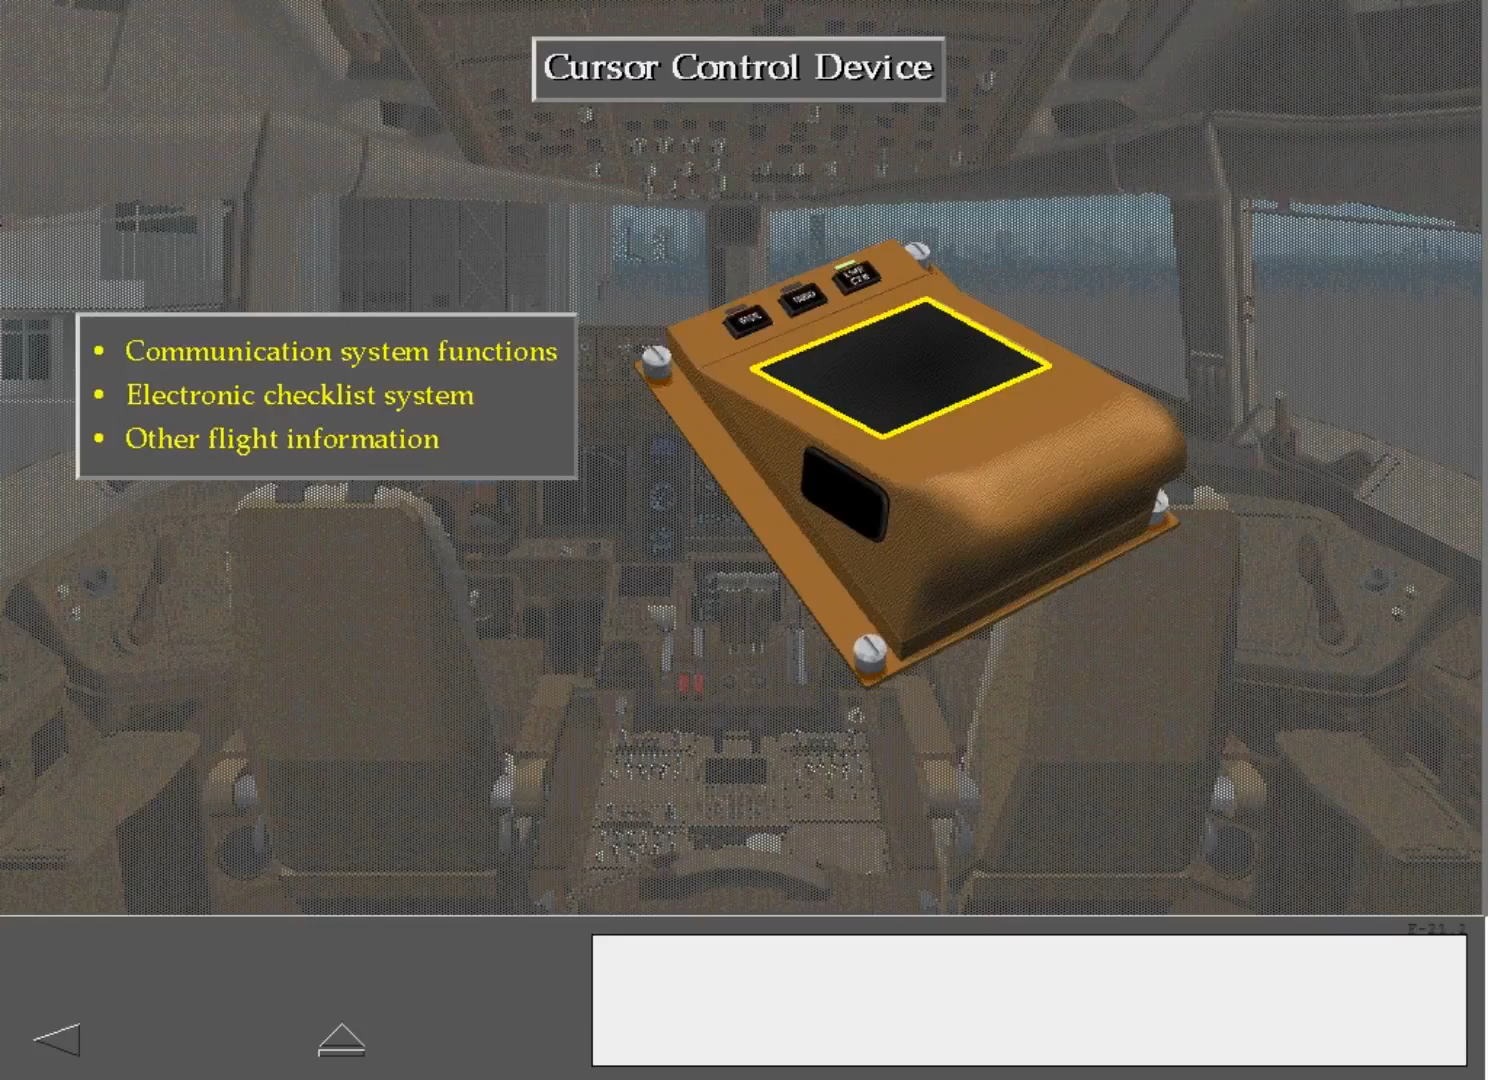 Cursor Control Device
• Communication system functions
• Electronic checklist system
• Other flight information